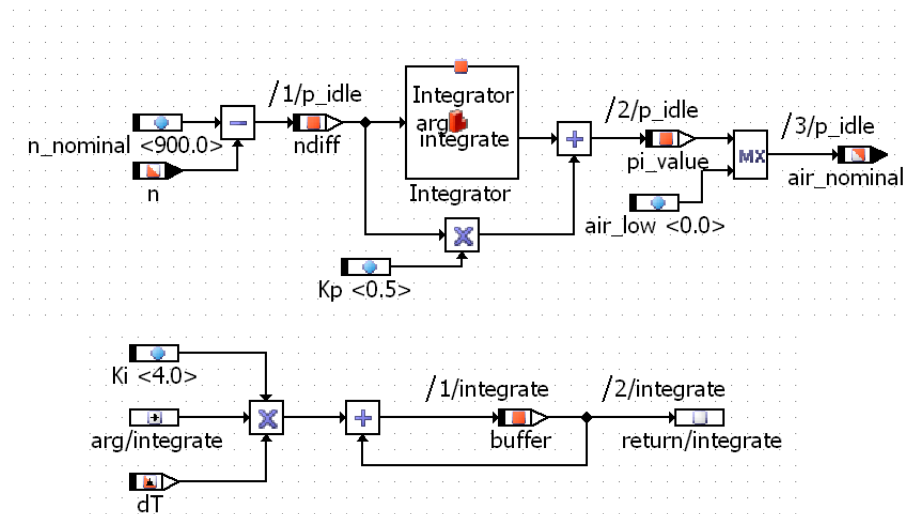 /1/p_idle
Integrator
/2/p_idle
/3/p_idle
n_nominal <900.0>
ndiff
arg
integrate
pi_value
MX
air_nominal
n
Integrator
air_low <0.0>
Kp <0.5>
Ki <4.0>
/1/integrate
/2/integrate
arg/integrate
buffer
return/integrate
dT